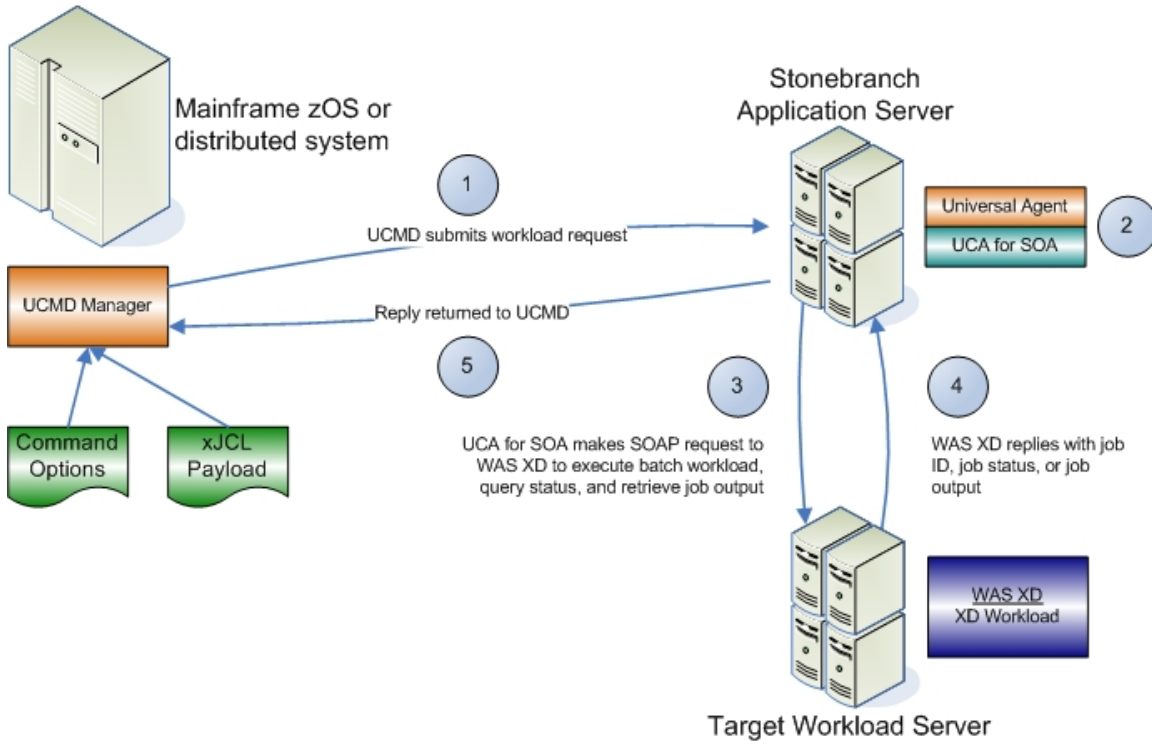 Mainframe zOS or
distributed system
Stonebranch
Application Server
1
UCMD submits workload request
Universal Agent
UCA for SOA
2
UCMD Manager
Reply returned to UCMD
5
3
4
Command
Options
xJCL
Payload
UCA for SOA makes SOAP request to
WAS XD to execute batch workload,
query status, and retrieve job output
WAS XD replies with job
ID, job status, or job
output
WAS XD
XD Workload
Target Workload Server